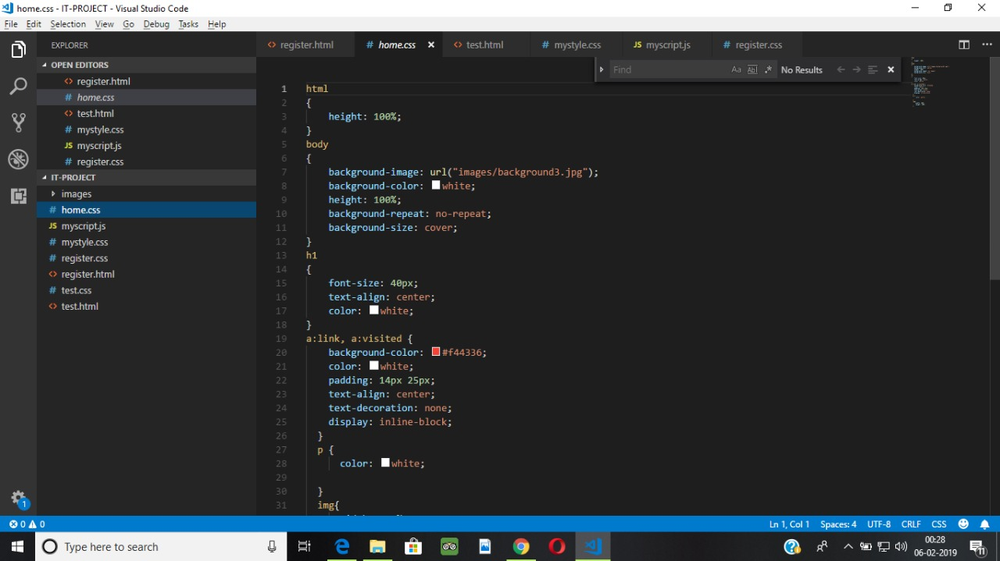 home.css - IT-PROJECT - Visual Studio Code
File Edit Selection View Go Debug Tasks Help
EXPLORER
OPEN EDITORS
<> register.html
# home.css
<> test.html
# mystyle.css
JS myscript.js
# register.css
IT-PROJECT
images
# home.css
JS myscript.js
# mystyle.css
# register.css
<> register.html
# test.css
<> test.html
<> register.html # home.css <> test.html # mystyle.css JS myscript.js # register.css
Find Aa Abl .* No Results
1 html
2 {
3 height: 100%;
4 }
5 body
6 {
7 background-image: url("images/background3.jpg");
8 background-color: white;
9 height: 100%;
10 background-repeat: no-repeat;
11 background-size: cover;
12 }
13 h1
14 {
15 font-size: 40px;
16 text-align: center;
17 color: white;
18 }
19 a:link, a:visited {
20 background-color: #f44336;
21 color: white;
22 padding: 14px 25px;
23 text-align: center;
24 text-decoration: none;
25 display: inline-block;
26 }
27 p {
28 color: white;
29
30 }
31 img{
1
0 0 Ln 1, Col 1 Spaces: 4 UTF-8 CRLF CSS
Type here to search
00:28
06-02-2019
11